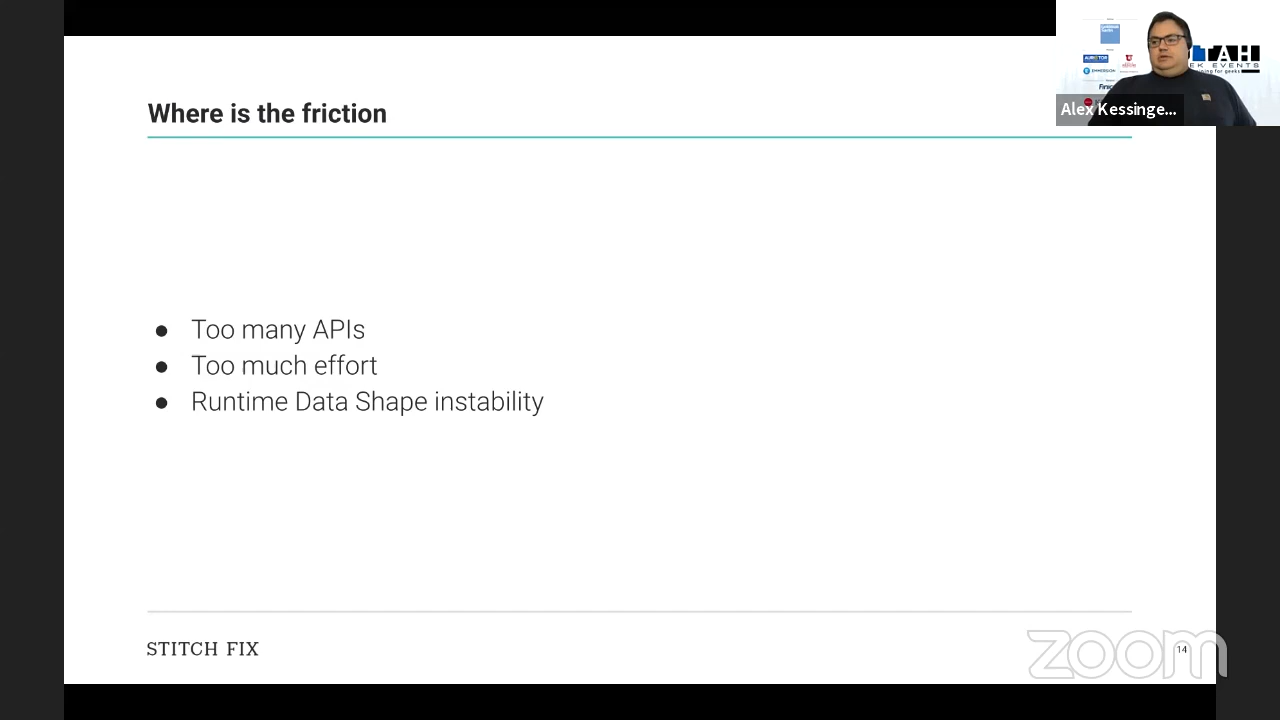 Where is the friction
Alex Kessinge...
● Too many APIs
● Too much effort
● Runtime Data Shape instability
STITCH FIX
zoom
14